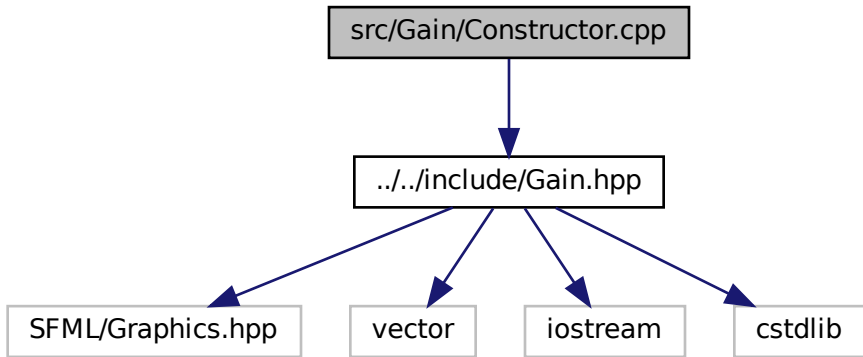 src/Gain/Constructor.cpp
../../include/Gain.hpp
SFML/Graphics.hpp
vector
iostream
cstdlib